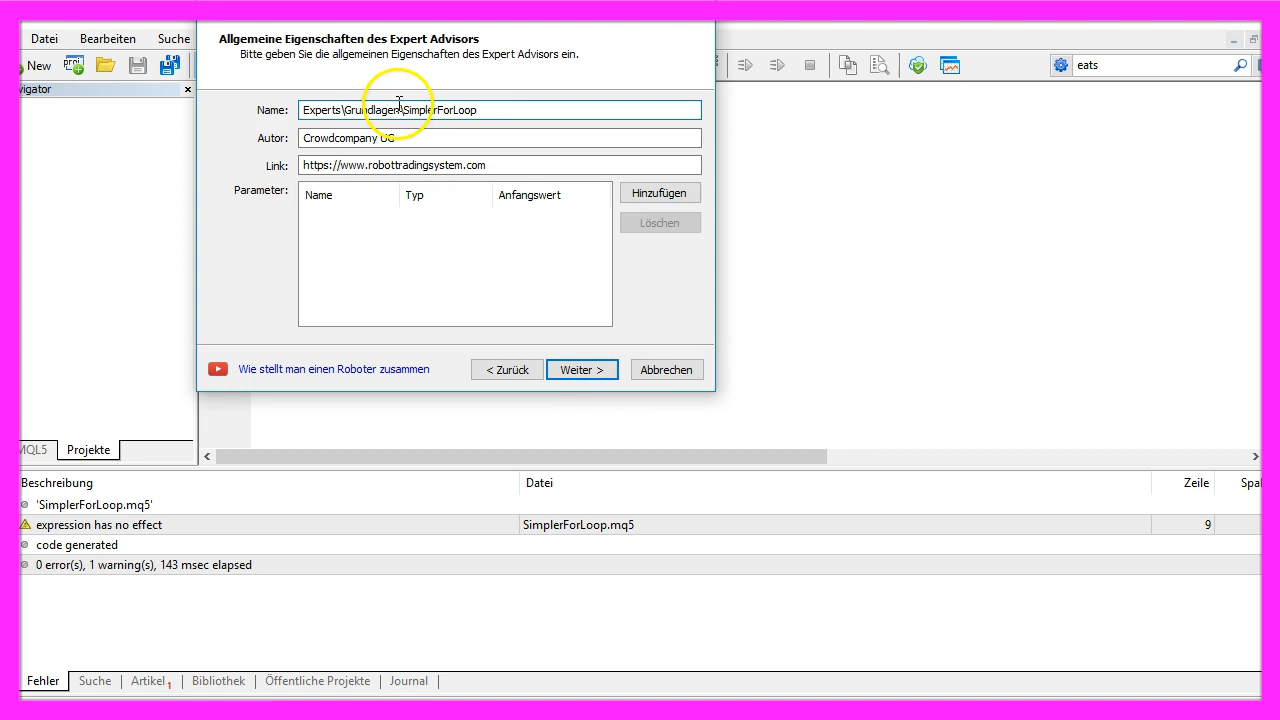 Datei Bearbeiten Suche
New
eats
vigator
Allgemeine Eigenschaften des Expert Advisors
Bitte geben Sie die allgemeinen Eigenschaften des Expert Advisors ein.
Name: Experts\Grundlagen\SimplerForLoop
Autor: Crowdcompany UG
Link: https://www.robottradingsystem.com
Parameter: Name Typ Anfangswert Hinzufügen
Löschen
Wie stellt man einen Roboter zusammen < Zurück Weiter > Abbrechen
MQL5 Projekte
Beschreibung Datei Zeile Spal
'SimplerForLoop.mq5'
expression has no effect SimplerForLoop.mq5 9
code generated
0 error(s), 1 warning(s), 143 msec elapsed
Fehler Suche Artikel 1 Bibliothek Öffentliche Projekte Journal